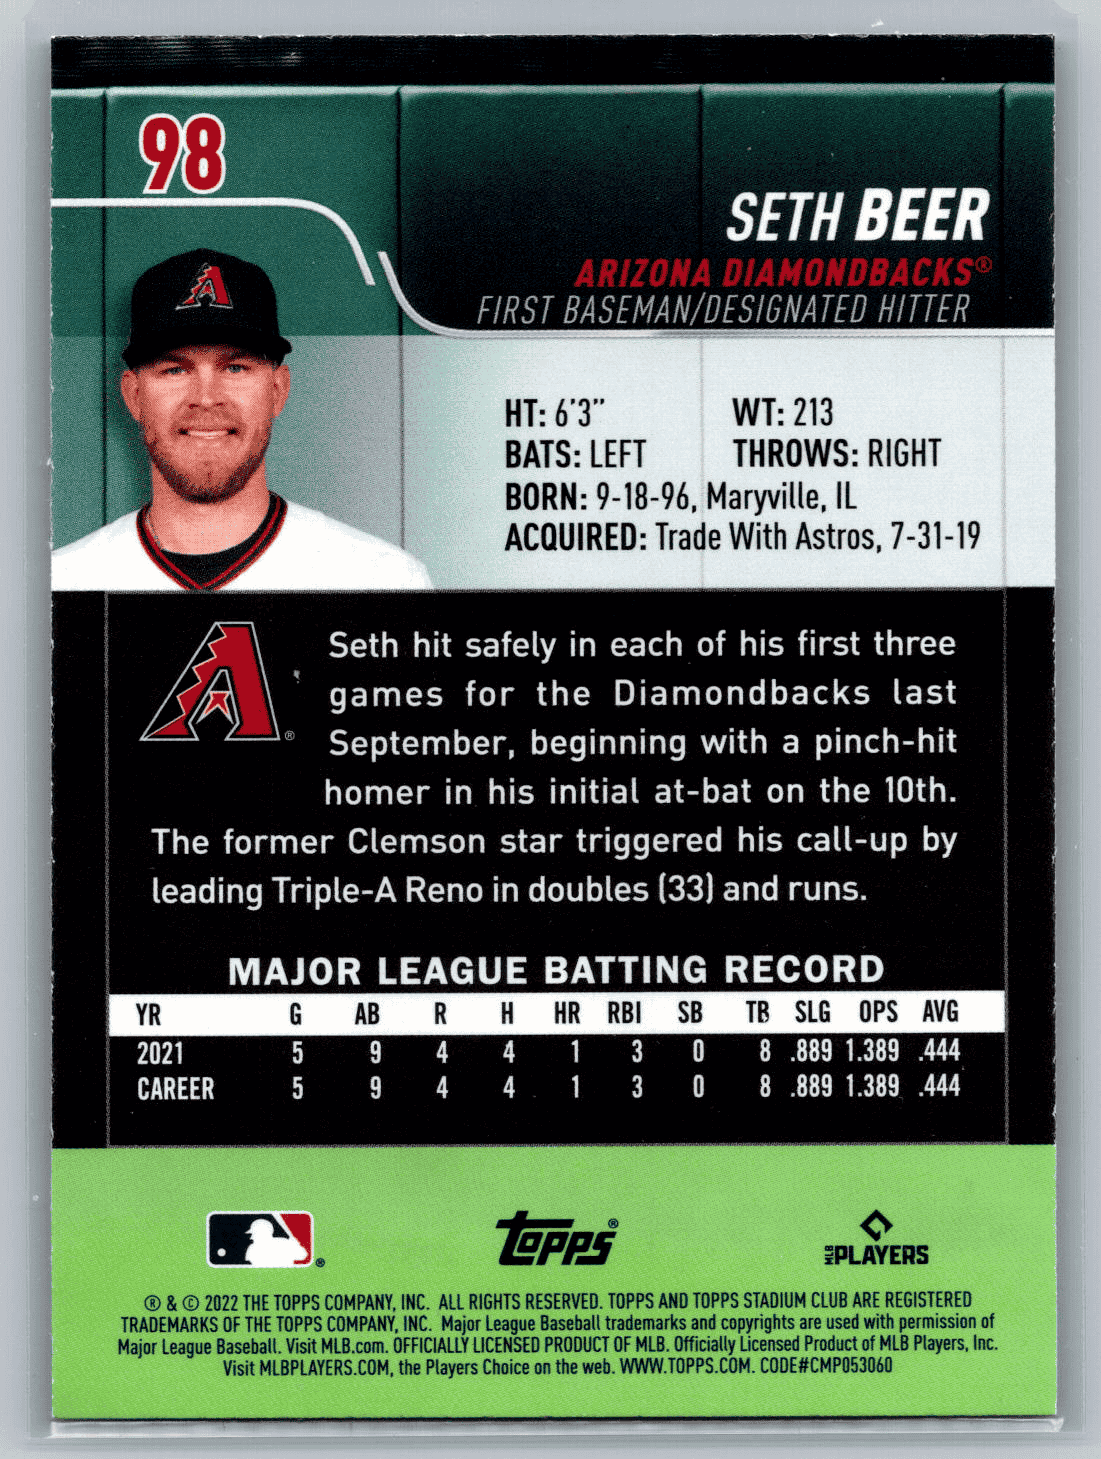 98
SETH BEER
ARIZONA DIAMONDBACKS®
FIRST BASEMAN/DESIGNATED HITTER
HT: 6'3" WT: 213
BATS: LEFT THROWS: RIGHT
BORN: 9-18-96, Maryville, IL
ACQUIRED: Trade With Astros, 7-31-19
A
A ®
Seth hit safely in each of his first three
games for the Diamondbacks last
September, beginning with a pinch-hit
homer in his initial at-bat on the 10th.
The former Clemson star triggered his call-up by
leading Triple-A Reno in doubles (33) and runs.
MAJOR LEAGUE BATTING RECORD
YR G AB R H HR RBI SB TB SLG OPS AVG
2021 5 9 4 4 1 3 0 8 .889 1.389 .444
CAREER 5 9 4 4 1 3 0 8 .889 1.389 .444
® Topps® MLB PLAYERS
® & © 2022 THE TOPPS COMPANY, INC. ALL RIGHTS RESERVED. TOPPS AND TOPPS STADIUM CLUB ARE REGISTERED
TRADEMARKS OF THE TOPPS COMPANY, INC. Major League Baseball trademarks and copyrights are used with permission of
Major League Baseball. Visit MLB.com. OFFICIALLY LICENSED PRODUCT OF MLB. Officially Licensed Product of MLB Players, Inc.
Visit MLBPLAYERS.COM, the Players Choice on the web. WWW.TOPPS.COM. CODE#CMP053060